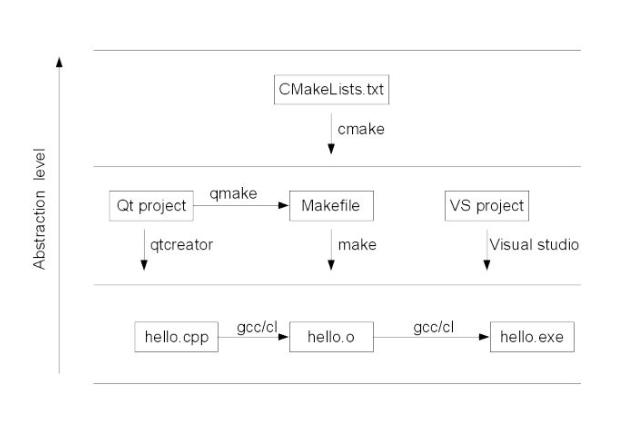 CMakeLists.txt
cmake
Abstraction level
Qt project
qmake
Makefile
VS project
qtcreator
make
Visual studio
hello.cpp
gcc/cl
hello.o
gcc/cl
hello.exe